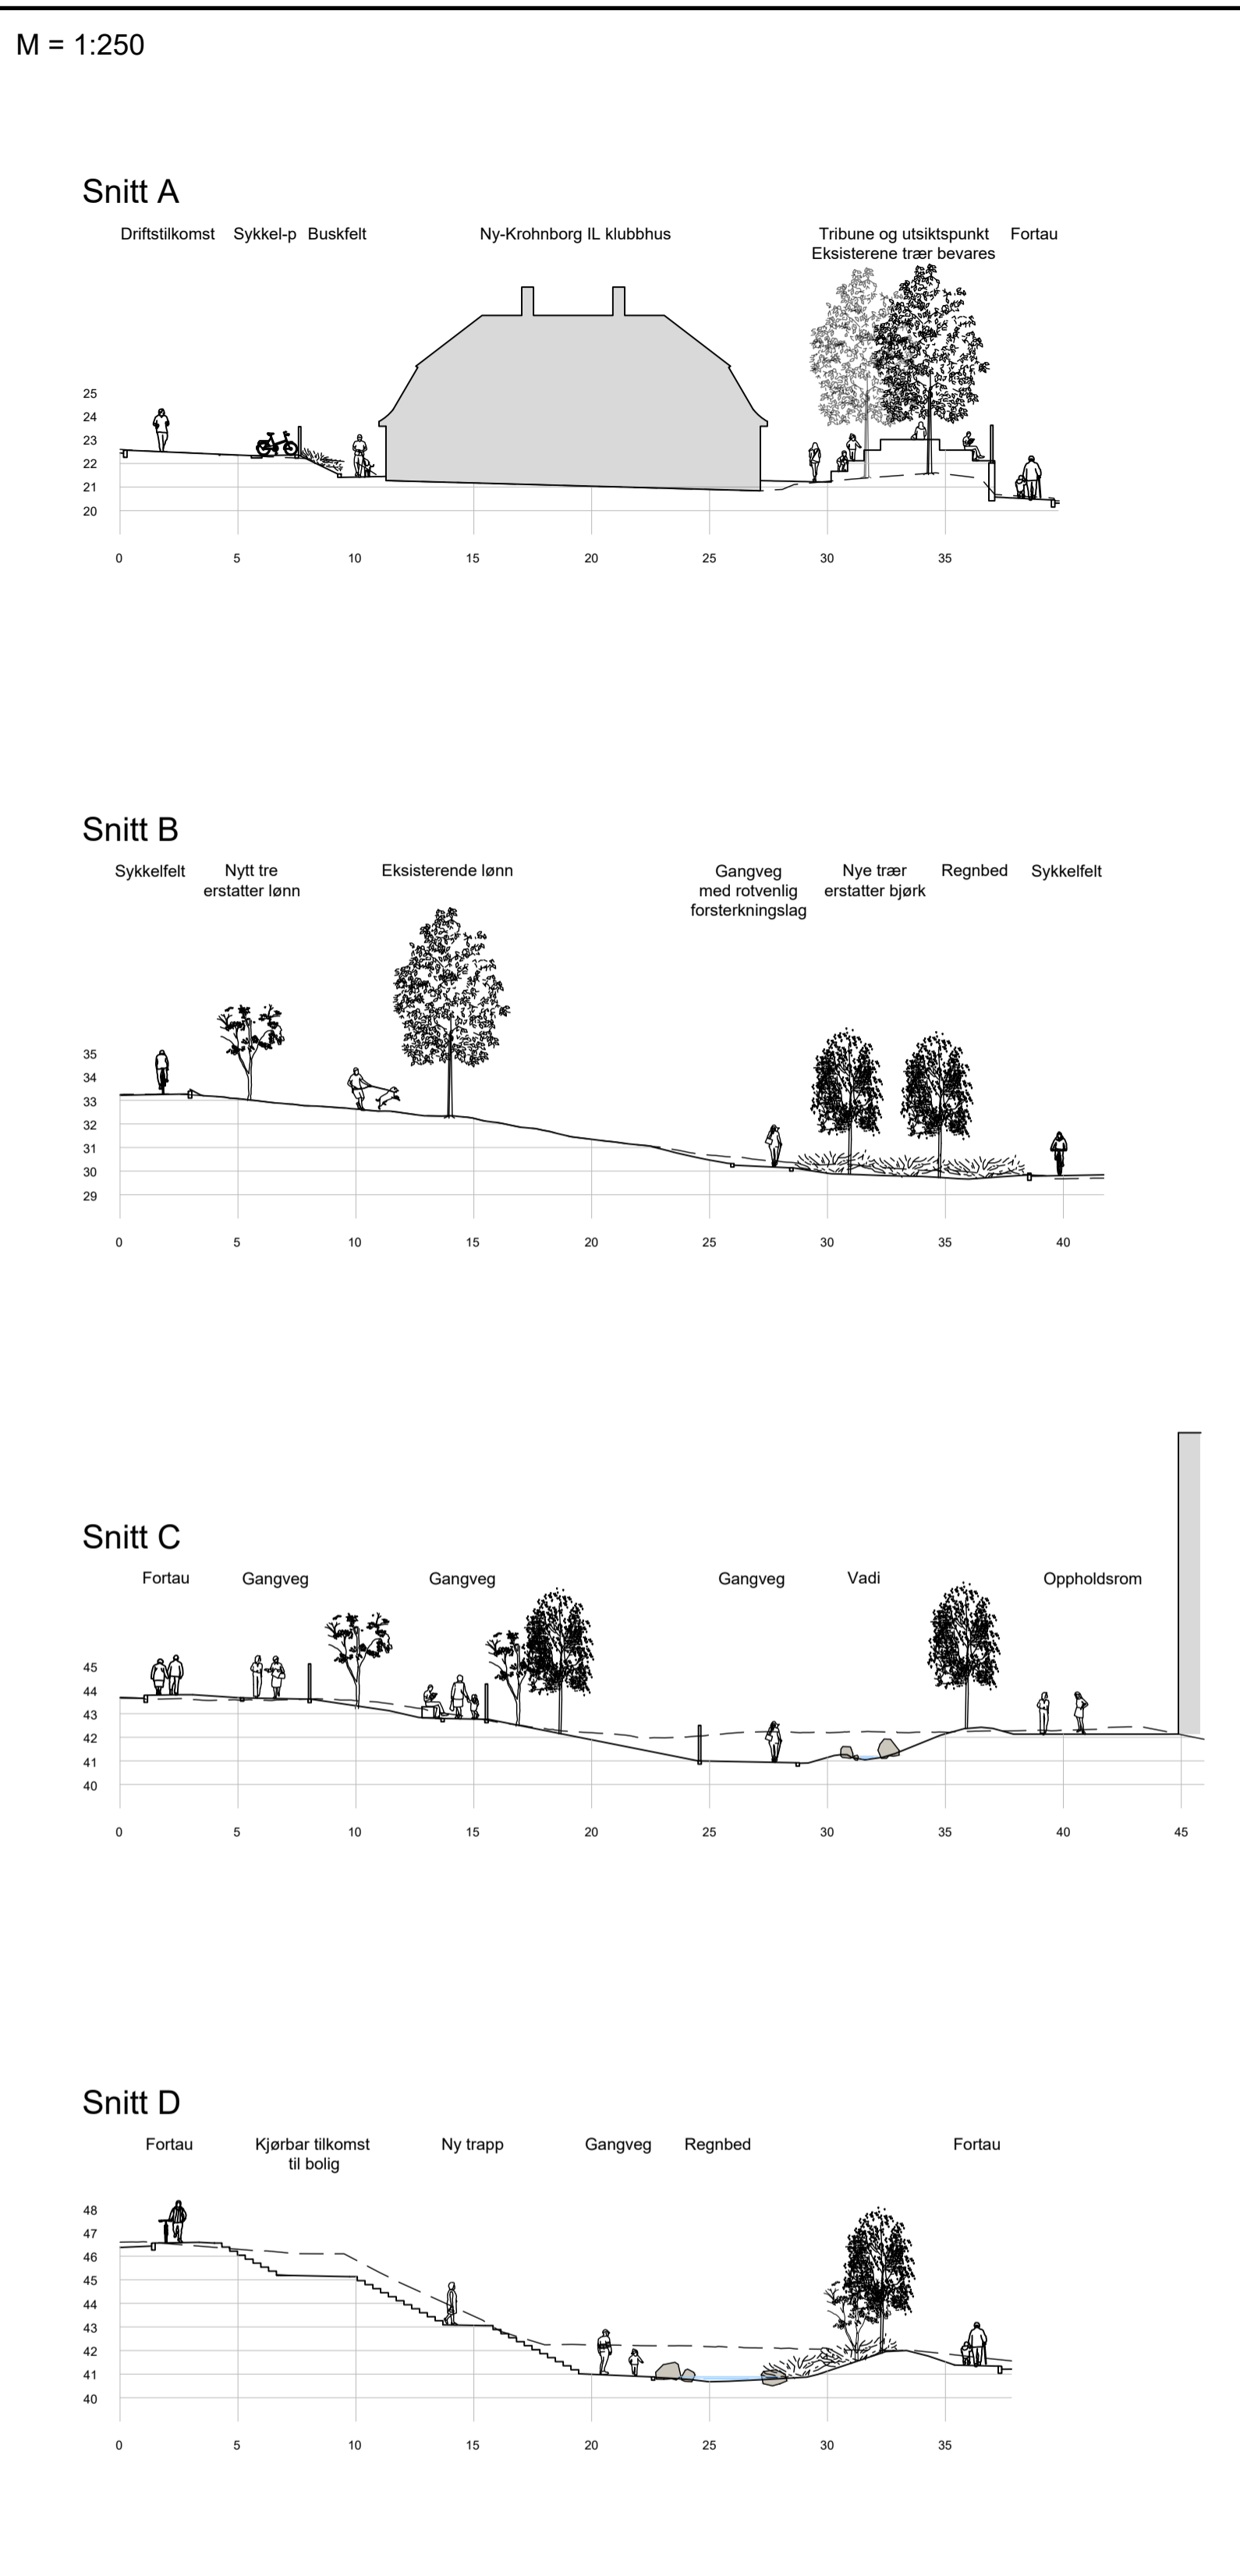 M = 1:250
Snitt A
Driftstilkomst Sykkel-p Buskfelt Ny-Krohnborg IL klubbhus Tribune og utsiktspunkt Fortau
Eksisterene trær bevares
25
24
23
22
21
20
0 5 10 15 20 25 30 35
Snitt B
Sykkelfelt Nytt tre Eksisterende lønn Gangveg Nye trær Regnbed Sykkelfelt
erstatter lønn med rotvenlig erstatter bjørk
forsterkningslag
35
34
33
32
31
30
29
0 5 10 15 20 25 30 35 40
Snitt C
Fortau Gangveg Gangveg Gangveg Vadi Oppholdsrom
45
44
43
42
41
40
0 5 10 15 20 25 30 35 40 45
Snitt D
Fortau Kjørbar tilkomst Ny trapp Gangveg Regnbed Fortau
til bolig
48
47
46
45
44
43
42
41
40
0 5 10 15 20 25 30 35